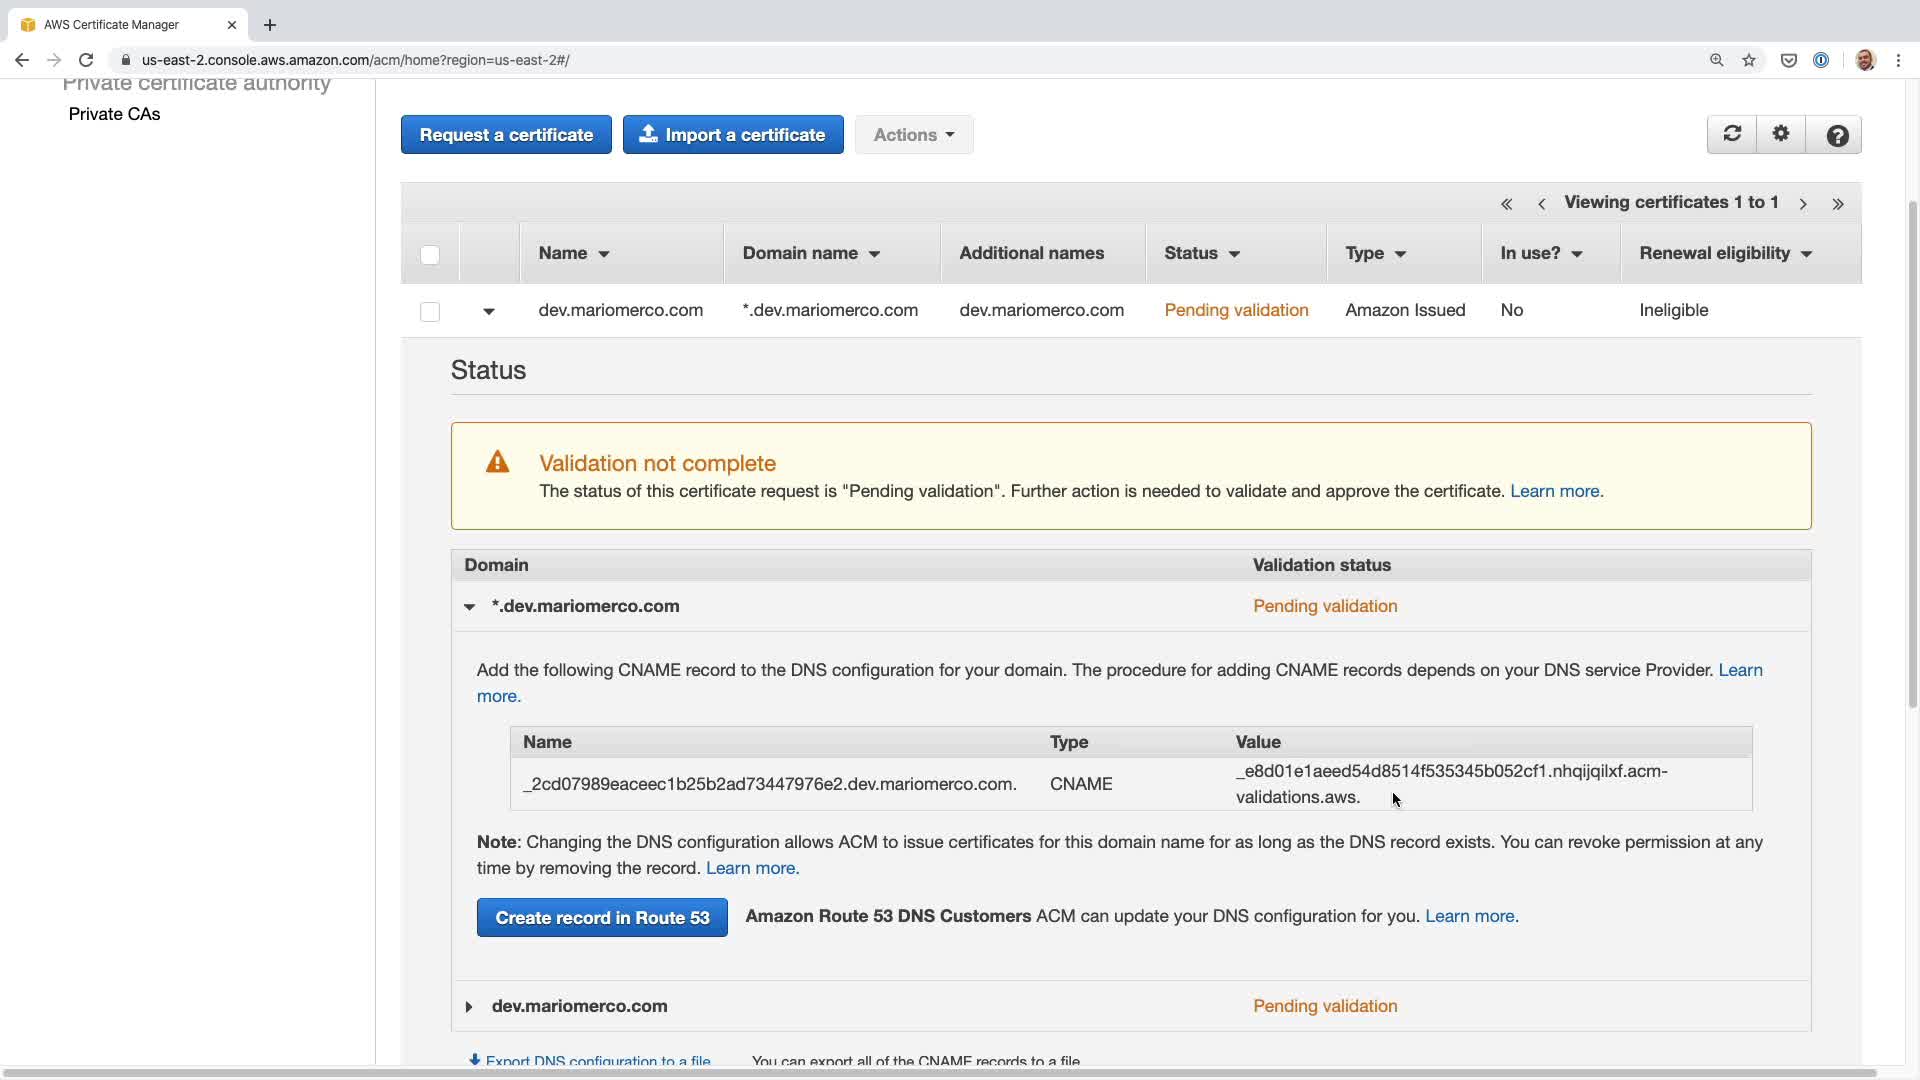 AWS Certificate Manager
us-east-2.console.aws.amazon.com/acm/home?region=us-east-2#/
Private certificate authority
Private CAs
Request a certificate
Import a certificate
Actions
« ‹ Viewing certificates 1 to 1 › »
Name Domain name Additional names Status Type In use? Renewal eligibility
dev.mariomerco.com *.dev.mariomerco.com dev.mariomerco.com Pending validation Amazon Issued No Ineligible
Status
Validation not complete
The status of this certificate request is "Pending validation". Further action is needed to validate and approve the certificate. Learn more.
Domain Validation status
*.dev.mariomerco.com Pending validation
Add the following CNAME record to the DNS configuration for your domain. The procedure for adding CNAME records depends on your DNS service Provider. Learn
more.
Name Type Value
_2cd07989eaceec1b25b2ad73447976e2.dev.mariomerco.com. CNAME _e8d01e1aeed54d8514f535345b052cf1.nhqijqilxf.acm-
validations.aws.
Note: Changing the DNS configuration allows ACM to issue certificates for this domain name for as long as the DNS record exists. You can revoke permission at any
time by removing the record. Learn more.
Create record in Route 53 Amazon Route 53 DNS Customers ACM can update your DNS configuration for you. Learn more.
dev.mariomerco.com Pending validation
Export DNS configuration to a file You can export all of the CNAME records to a file